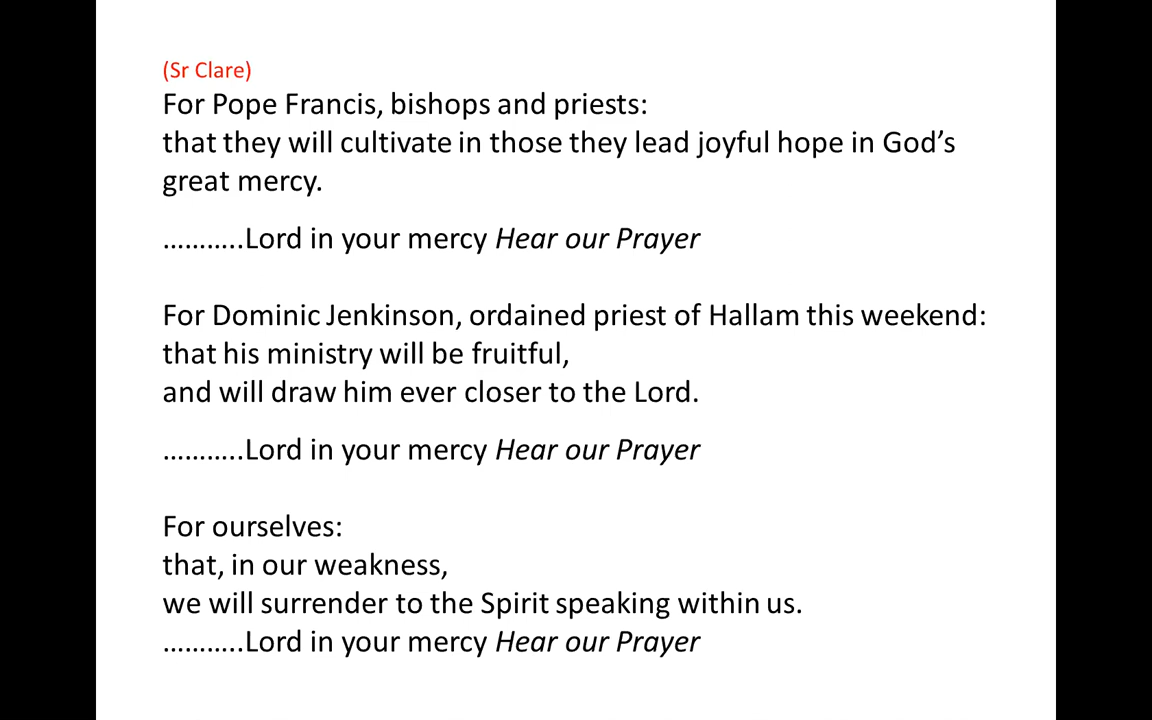 (Sr Clare)
For Pope Francis, bishops and priests:
that they will cultivate in those they lead joyful hope in God’s
great mercy.
………..Lord in your mercy Hear our Prayer
For Dominic Jenkinson, ordained priest of Hallam this weekend:
that his ministry will be fruitful,
and will draw him ever closer to the Lord.
………..Lord in your mercy Hear our Prayer
For ourselves:
that, in our weakness,
we will surrender to the Spirit speaking within us.
………..Lord in your mercy Hear our Prayer